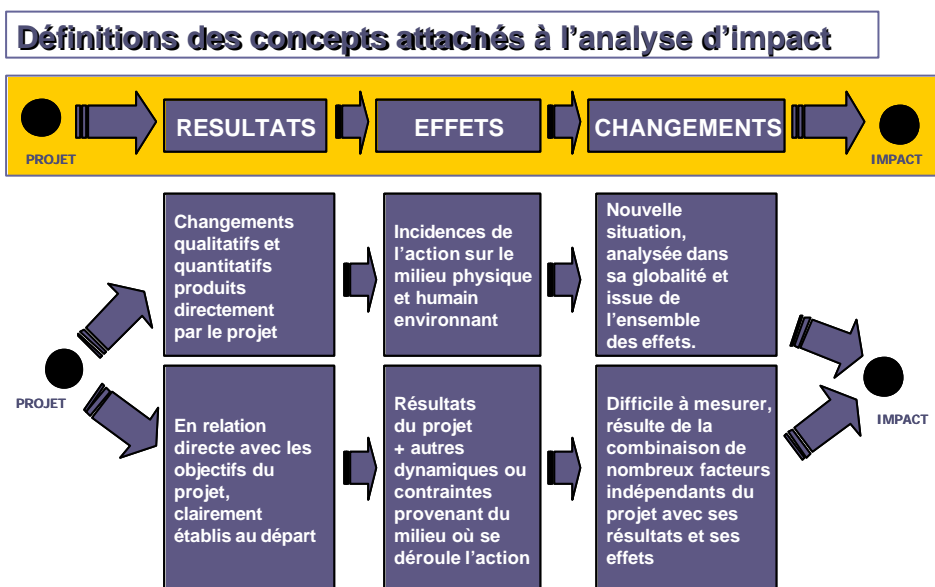 Définitions des concepts attachés à l'analyse d'impact
RESULTATS
EFFETS
CHANGEMENTS
PROJET
IMPACT
Changements
qualitatifs et
quantitatifs
produits
directement
par le projet
Incidences de
l'action sur le
milieu physique
et humain
environnant
Nouvelle
situation,
analysée dans
sa globalité et
issue de
l'ensemble
des effets.
PROJET
IMPACT
En relation
directe avec les
objectifs du
projet,
clairement
établis au départ
Résultats
du projet
+ autres
dynamiques ou
contraintes
provenant du
milieu où se
déroule l'action
Difficile à mesurer,
résulte de la
combinaison de
nombreux facteurs
indépendants du
projet avec ses
résultats et ses
effets